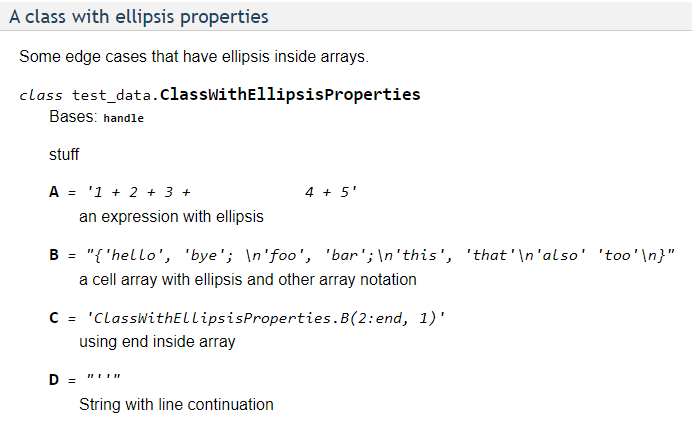 A class with ellipsis properties
Some edge cases that have ellipsis inside arrays.
class test_data.ClassWithEllipsisProperties
Bases: handle
stuff
A = '1 + 2 + 3 +             4 + 5'
an expression with ellipsis
B = "{'hello', 'bye'; \n'foo', 'bar';\n'this', 'that'\n'also' 'too'\n}"
a cell array with ellipsis and other array notation
C = 'ClassWithEllipsisProperties.B(2:end, 1)'
using end inside array
D = "''"
String with line continuation